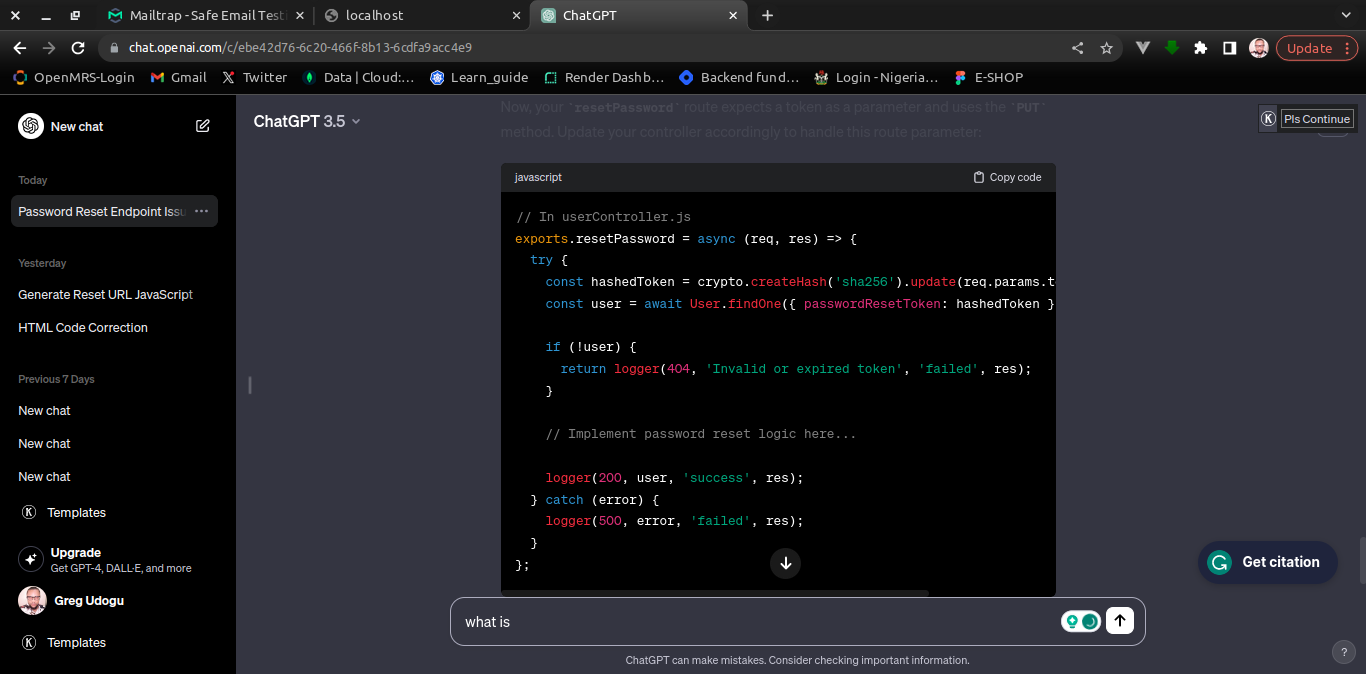 Mailtrap - Safe Email Testi
localhost
ChatGPT
chat.openai.com/c/ebe42d76-6c20-466f-8b13-6cdfa9acc4e9
Update
OpenMRS-Login
Gmail
Twitter
Data | Cloud:...
Learn_guide
Render Dashb...
Backend fund...
Login - Nigeria...
E-SHOP
New chat
Today
Password Reset Endpoint Issu
Yesterday
Generate Reset URL JavaScript
HTML Code Correction
Previous 7 Days
New chat
New chat
New chat
Templates
Upgrade
Get GPT-4, DALL·E, and more
Greg Udogu
Templates
ChatGPT 3.5
Pls Continue
Now, your `resetPassword` route expects a token as a parameter and uses the `PUT`
method. Update your controller accordingly to handle this route parameter:
javascript
Copy code
// In userController.js
exports.resetPassword = async (req, res) => {
try {
const hashedToken = crypto.createHash('sha256').update(req.params.t
const user = await User.findOne({ passwordResetToken: hashedToken }
if (!user) {
return logger(404, 'Invalid or expired token', 'failed', res);
}
// Implement password reset logic here...
logger(200, user, 'success', res);
} catch (error) {
logger(500, error, 'failed', res);
}
};
Get citation
what is
ChatGPT can make mistakes. Consider checking important information.
?